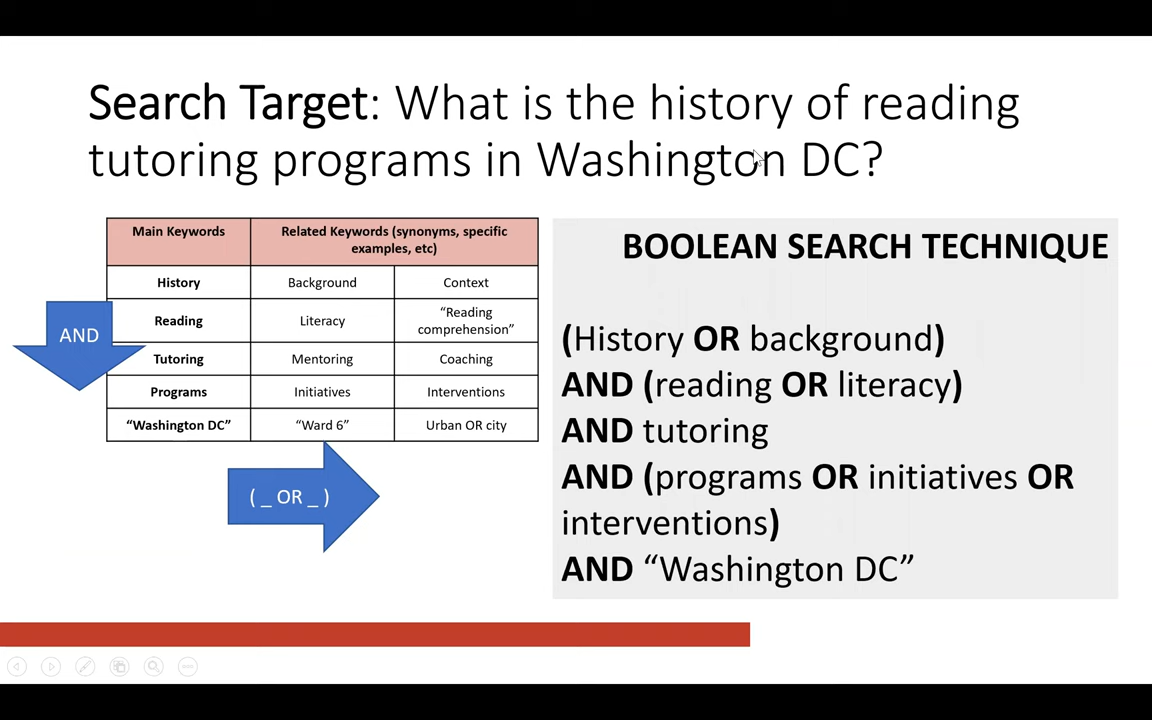 Search Target: What is the history of reading
tutoring programs in Washington DC?
Main Keywords
Related Keywords (synonyms, specific
examples, etc)
History
Background
Context
Reading
Literacy
“Reading
comprehension”
Tutoring
Mentoring
Coaching
Programs
Initiatives
Interventions
“Washington DC”
“Ward 6”
Urban OR city
AND
( _ OR _ )
BOOLEAN SEARCH TECHNIQUE
(History OR background)
AND (reading OR literacy)
AND tutoring
AND (programs OR initiatives OR
interventions)
AND “Washington DC”